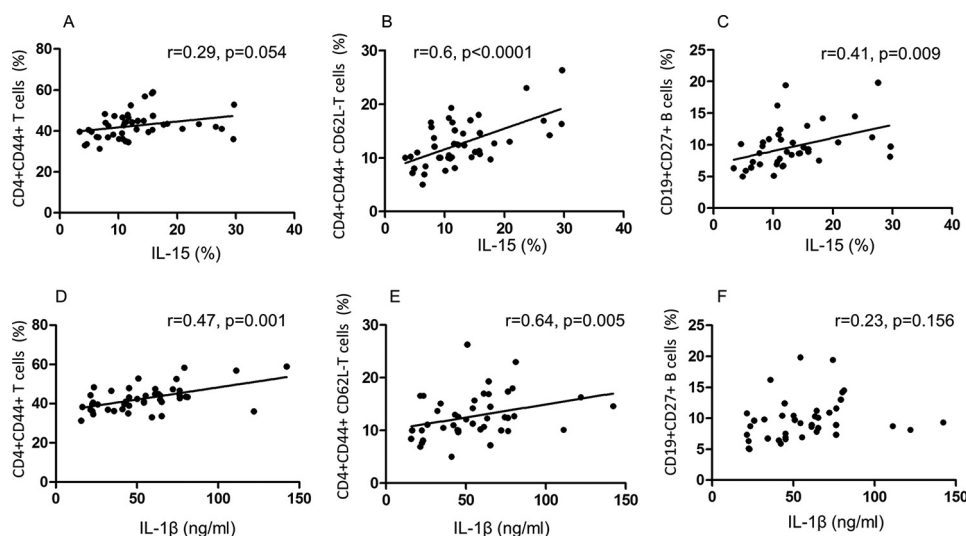 A
r=0.29, p=0.054
CD4+CD44+ T cells (%)
80
60
40
20
0
0 10 20 30 40
IL-15 (%)
B
r=0.6, p<0.0001
CD4+CD44+ CD62L-T cells (%)
30
20
10
0
0 10 20 30 40
IL-15 (%)
C
r=0.41, p=0.009
CD19+CD27+ B cells (%)
25
20
15
10
5
0
0 10 20 30 40
IL-15 (%)
D
r=0.47, p=0.001
CD4+CD44+ T cells (%)
80
60
40
20
0
0 50 100 150
IL-1β (ng/ml)
E
r=0.64, p=0.005
CD4+CD44+ CD62L-T cells (%)
30
20
10
0
0 50 100 150
IL-1β (ng/ml)
F
r=0.23, p=0.156
CD19+CD27+ B cells (%)
25
20
15
10
5
0
0 50 100 150
IL-1β (ng/ml)